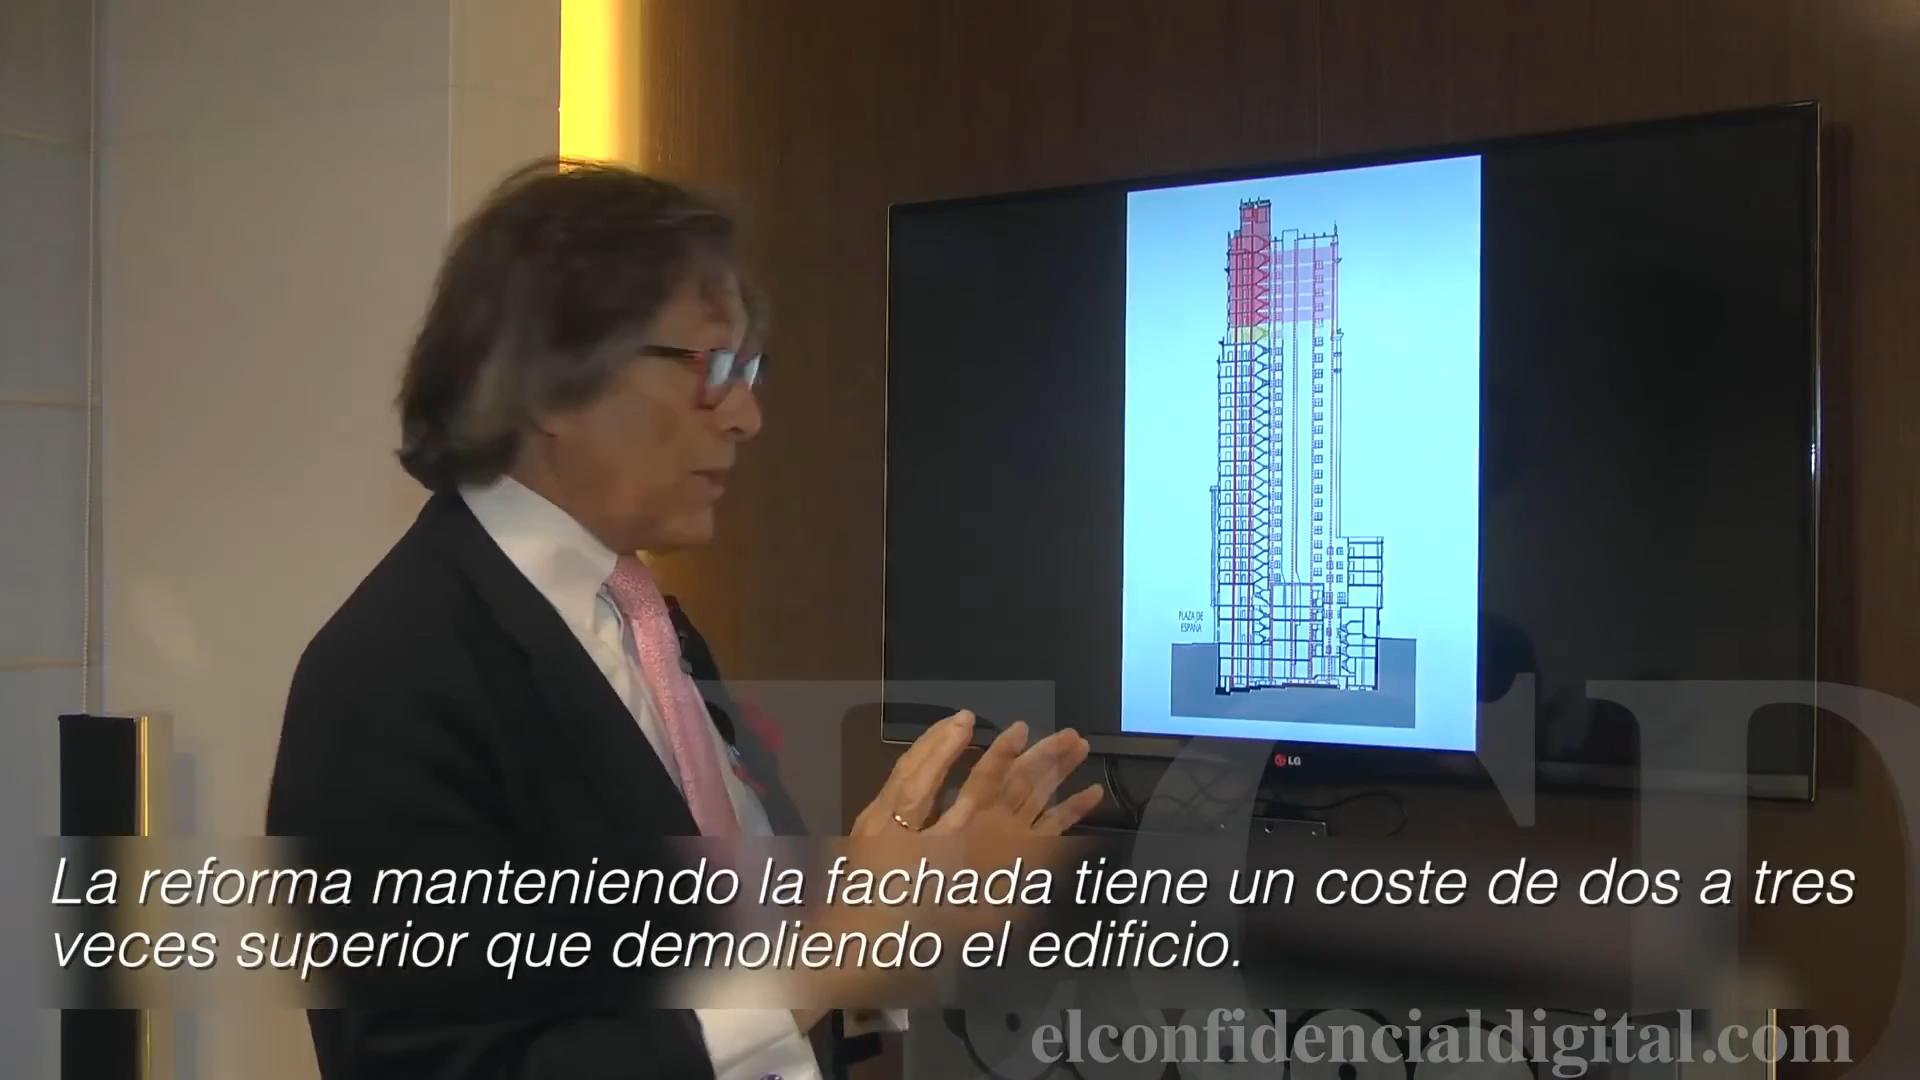 PLAZA DE
ESPAÑA
LG
ECD
La reforma manteniendo la fachada tiene un coste de dos a tres
veces superior que demoliendo el edificio.
elconfidencialdigital.com